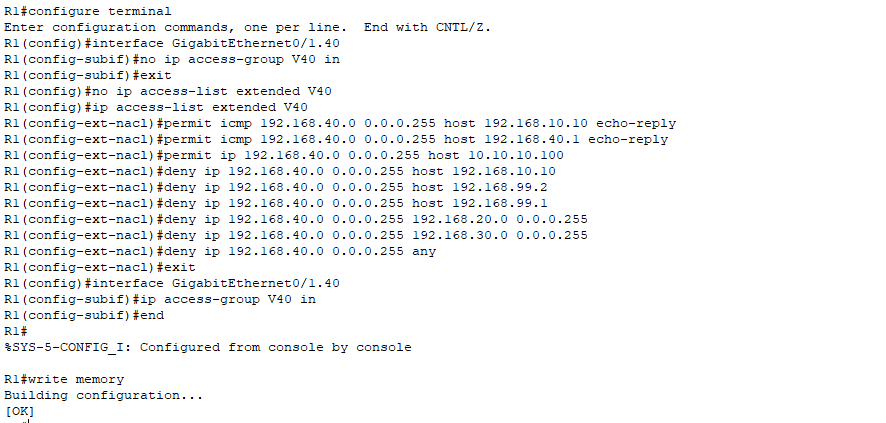 R1#configure terminal
Enter configuration commands, one per line.  End with CNTL/Z.
R1(config)#interface GigabitEthernet0/1.40
R1(config-subif)#no ip access-group V40 in
R1(config-subif)#exit
R1(config)#no ip access-list extended V40
R1(config)#ip access-list extended V40
R1(config-ext-nacl)#permit icmp 192.168.40.0 0.0.0.255 host 192.168.10.10 echo-reply
R1(config-ext-nacl)#permit icmp 192.168.40.0 0.0.0.255 host 192.168.40.1 echo-reply
R1(config-ext-nacl)#permit ip 192.168.40.0 0.0.0.255 host 10.10.10.100
R1(config-ext-nacl)#deny ip 192.168.40.0 0.0.0.255 host 192.168.10.10
R1(config-ext-nacl)#deny ip 192.168.40.0 0.0.0.255 host 192.168.99.2
R1(config-ext-nacl)#deny ip 192.168.40.0 0.0.0.255 host 192.168.99.1
R1(config-ext-nacl)#deny ip 192.168.40.0 0.0.0.255 192.168.20.0 0.0.0.255
R1(config-ext-nacl)#deny ip 192.168.40.0 0.0.0.255 192.168.30.0 0.0.0.255
R1(config-ext-nacl)#deny ip 192.168.40.0 0.0.0.255 any
R1(config-ext-nacl)#exit
R1(config)#interface GigabitEthernet0/1.40
R1(config-subif)#ip access-group V40 in
R1(config-subif)#end
R1#
%SYS-5-CONFIG_I: Configured from console by console
R1#write memory
Building configuration...
[OK]